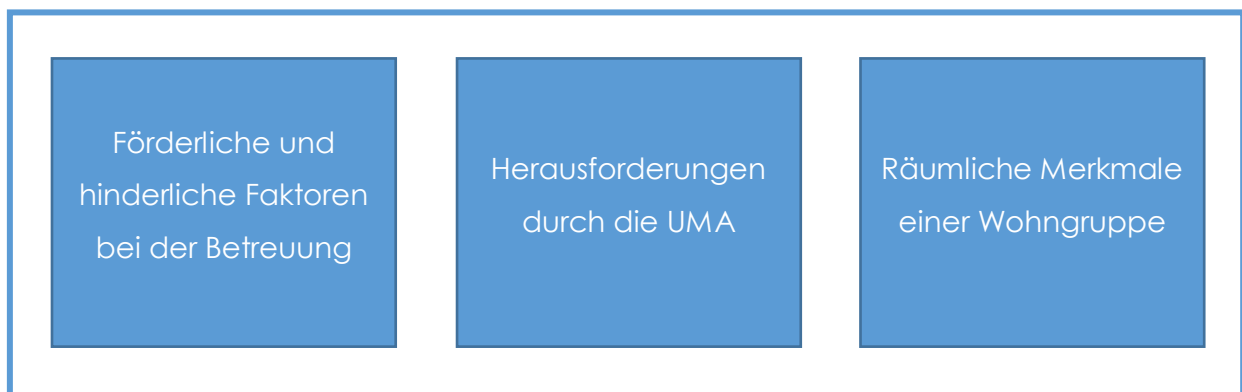 Förderliche und
hinderliche Faktoren
bei der Betreuung
Herausforderungen
durch die UMA
Räumliche Merkmale
einer Wohngruppe